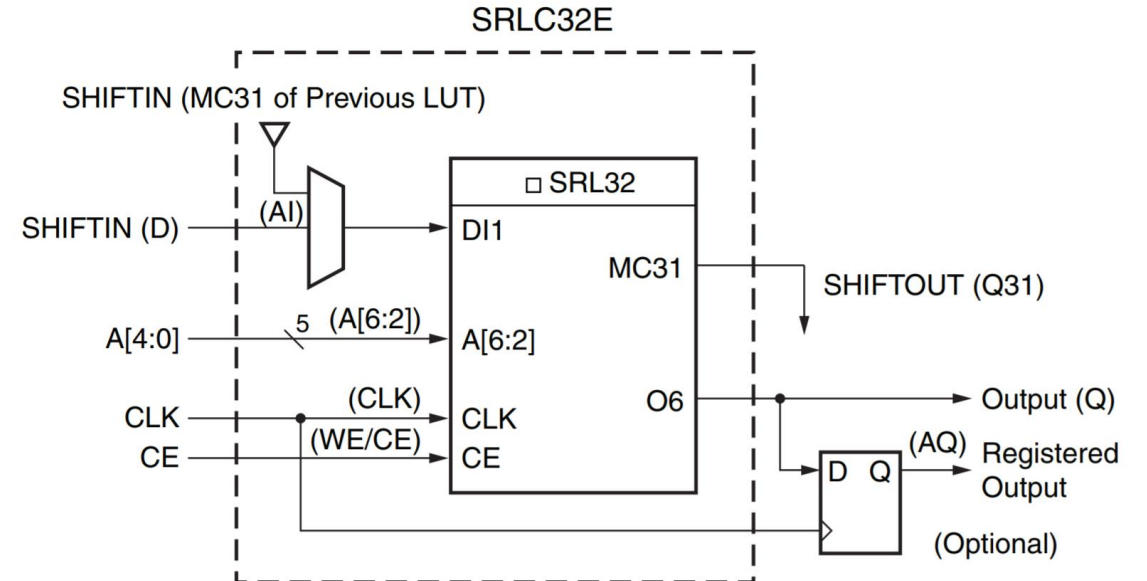 SRLC32E
SHIFTIN (MC31 of Previous LUT)
SRL32
(AI)
SHIFTIN (D)
DI1
MC31
SHIFTOUT (Q31)
5
(A[6:2])
A[4:0]
A[6:2]
(CLK)
O6
Output (Q)
CLK
CLK
(WE/CE)
(AQ)
Registered
Output
CE
CE
D Q
(Optional)